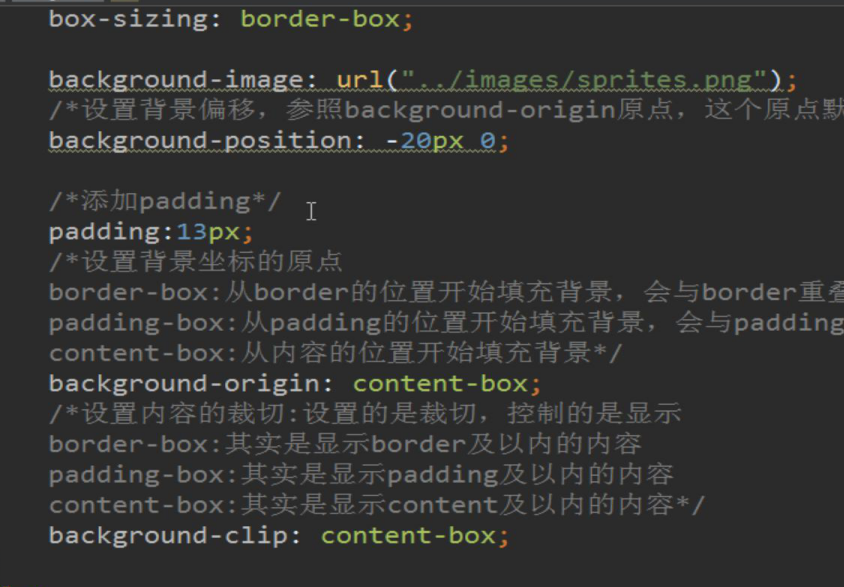 box-sizing: border-box;
background-image: url("../images/sprites.png");
/*设置背景偏移，参照background-origin原点，这个原点默
background-position: -20px 0;
/*添加padding*/
padding:13px;
/*设置背景坐标的原点
border-box:从border的位置开始填充背景，会与border重叠
padding-box:从padding的位置开始填充背景，会与padding
content-box:从内容的位置开始填充背景*/
background-origin: content-box;
/*设置内容的裁切:设置的是裁切，控制的是显示
border-box:其实是显示border及以内的内容
padding-box:其实是显示padding及以内的内容
content-box:其实是显示content及以内的内容*/
background-clip: content-box;